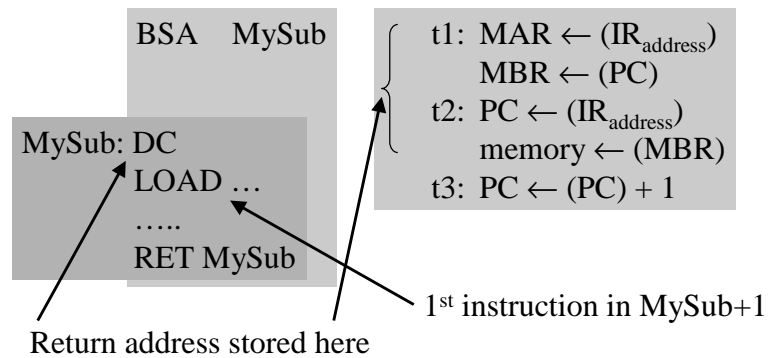 BSA MySub
MySub: DC
LOAD …
…..
RET MySub
t1: MAR ← (IRaddress)
MBR ← (PC)
t2: PC ← (IRaddress)
memory ← (MBR)
t3: PC ← (PC) + 1
1st instruction in MySub+1
Return address stored here